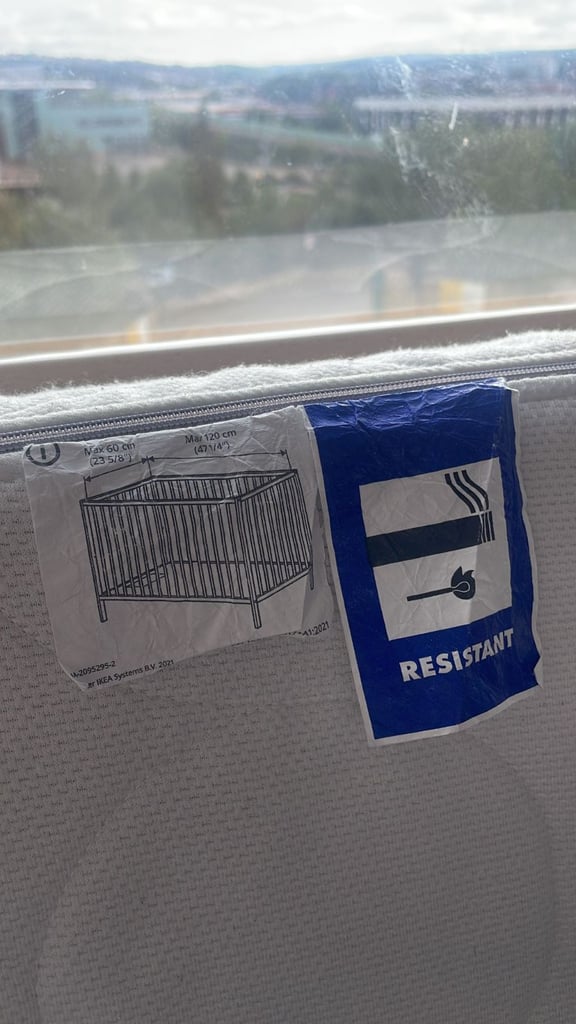 Max 60 cm
(23 5/8")
Max 120 cm
(47 1/4")
A-2095295-2
er IKEA Systems B.V. 2021
A1:2021
RESISTANT